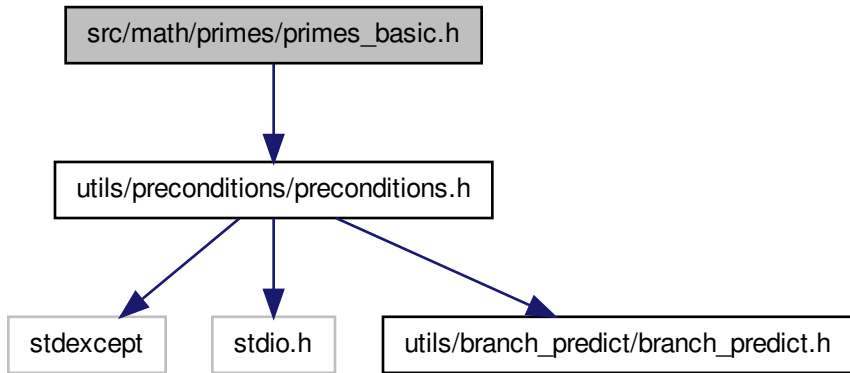 src/math/primes/primes_basic.h
utils/preconditions/preconditions.h
stdexcept
stdio.h
utils/branch_predict/branch_predict.h